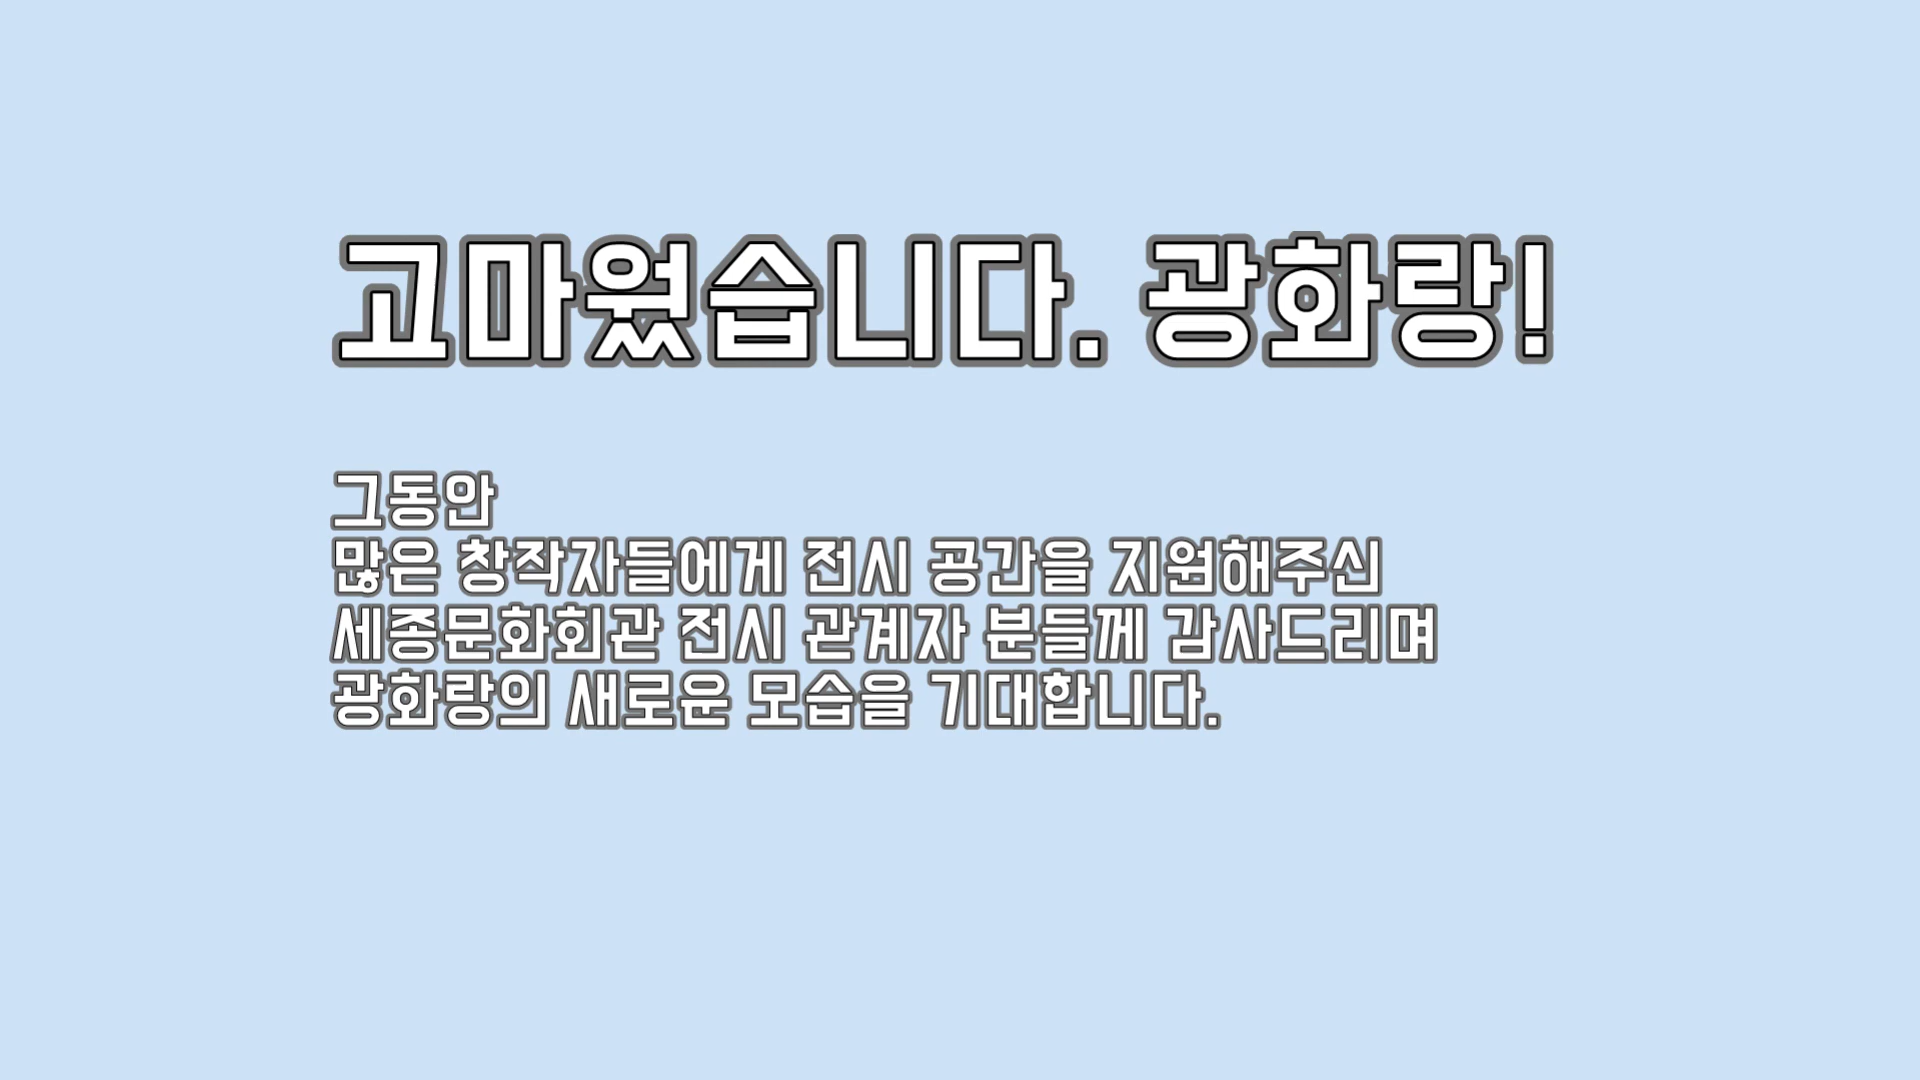 고마웠습니다. 광화랑!
그동안
많은 창작자들에게 전시 공간을 지원해주신
세종문화회관 전시 관계자 분들께 감사드리며
광화랑의 새로운 모습을 기대합니다.